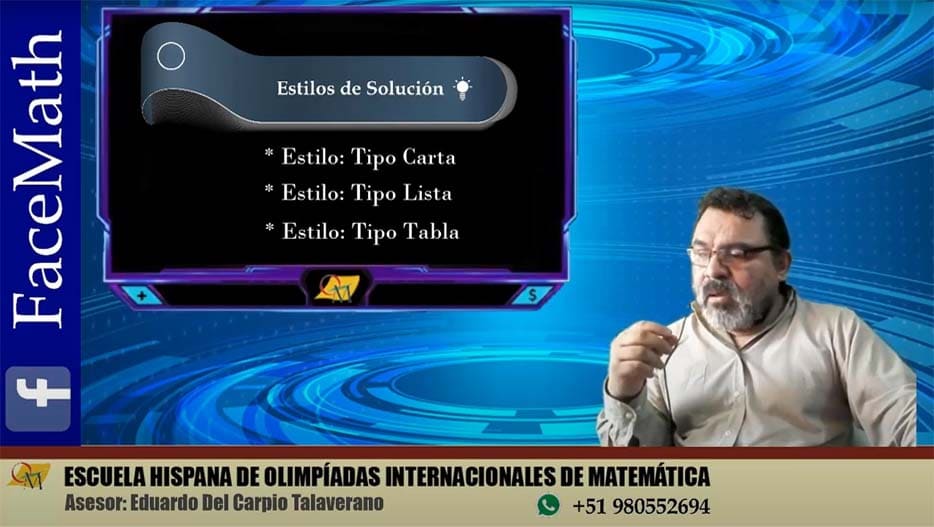 FaceMath
f
Estilos de Solución
* Estilo: Tipo Carta
* Estilo: Tipo Lista
* Estilo: Tipo Tabla
+
M
$
M
ESCUELA HISPANA DE OLIMPÍADAS INTERNACIONALES DE MATEMÁTICA
Asesor: Eduardo Del Carpio Talaverano
+51 980552694